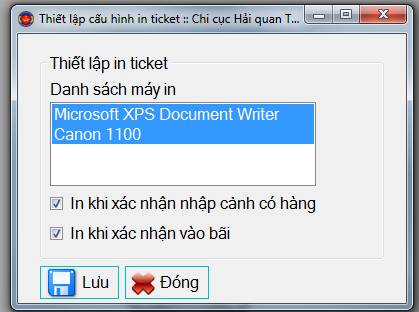 Thiết lập cấu hình in ticket :: Chi cục Hải quan T...
Thiết lập in ticket
Danh sách máy in
Microsoft XPS Document Writer
Canon 1100
In khi xác nhận nhập cảnh có hàng
In khi xác nhận vào bãi
Lưu Đóng